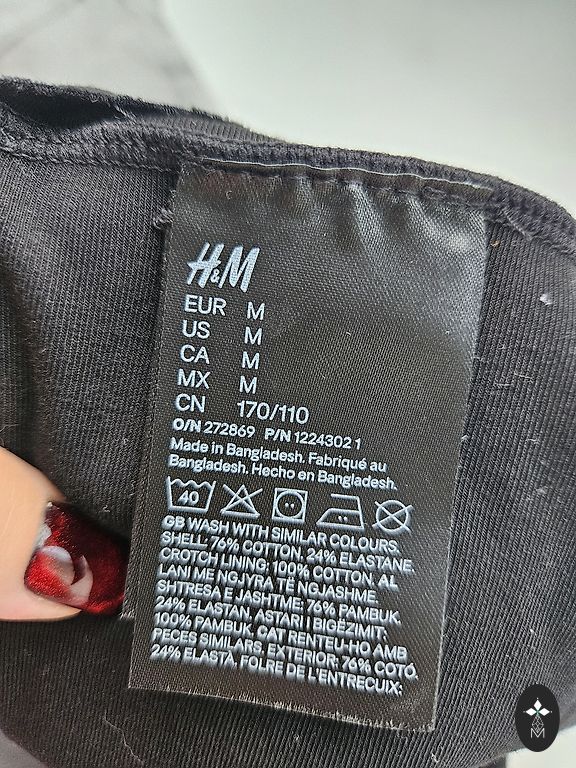 H&M
EUR M
US M
CA M
MX M
CN 170/110
O/N 272869 P/N 1224302 1
Made in Bangladesh. Fabriqué au
Bangladesh. Hecho en Bangladesh.
40
GB WASH WITH SIMILAR COLOURS.
SHELL: 76% COTTON. 24% ELASTANE.
CROTCH LINING: 100% COTTON. AL
LANI ME NGJYRA TË NGJASHME.
SHTRESA E JASHTME: 76% PAMBUK.
24% ELASTAN. ASTARI I BIGËZIMIT:
100% PAMBUK. CAT RENTEU-HO AMB
PECES SIMILARS. EXTERIOR: 76% COTÓ.
24% ELASTÀ. FOLRE DE L'ENTRECUIX:
M